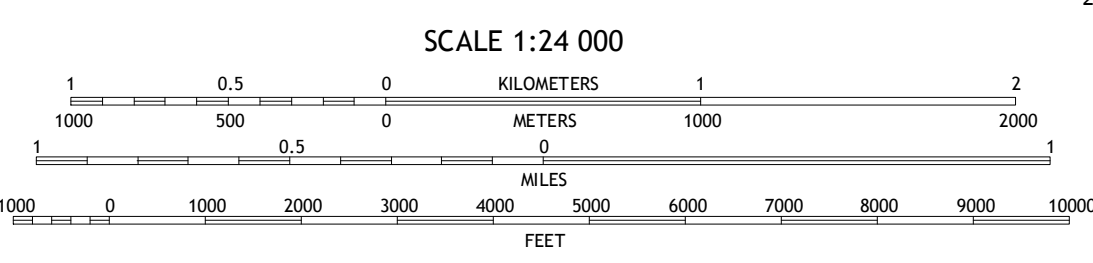 2
SCALE 1:24 000
1 0.5 0 KILOMETERS 1 2
1000 500 0 METERS 1000 2000
1 0.5 0 1
MILES
1000 0 1000 2000 3000 4000 5000 6000 7000 8000 9000 10000
FEET